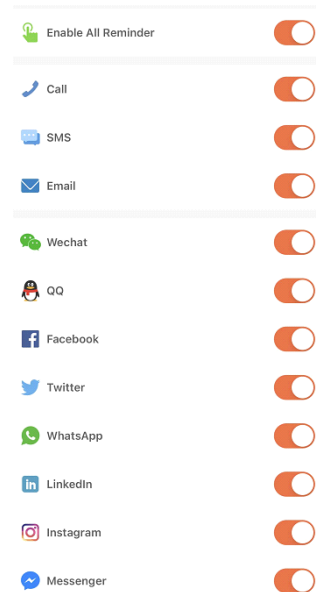 Enable All Reminder
Call
SMS
Email
Wechat
QQ
Facebook
Twitter
WhatsApp
LinkedIn
Instagram
Messenger